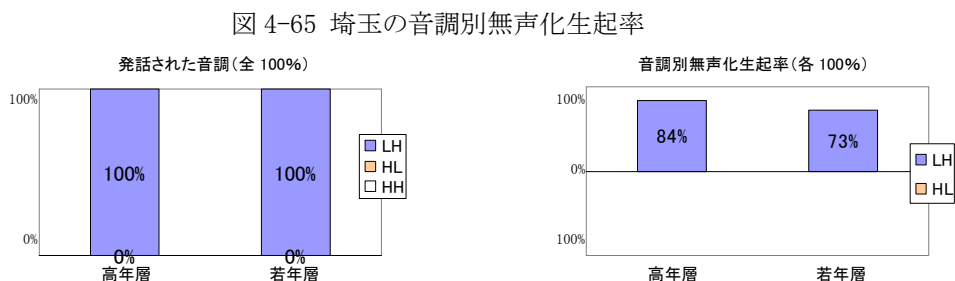 図 4-65 埼玉の音調別無声化生起率
発話された音調(全 100%)
100%
0%
100%
100%
0%
0%
高年層
若年層
LH
HL
HH
音調別無声化生起率(各 100%)
100%
0%
100%
84%
73%
高年層
若年層
LH
HL